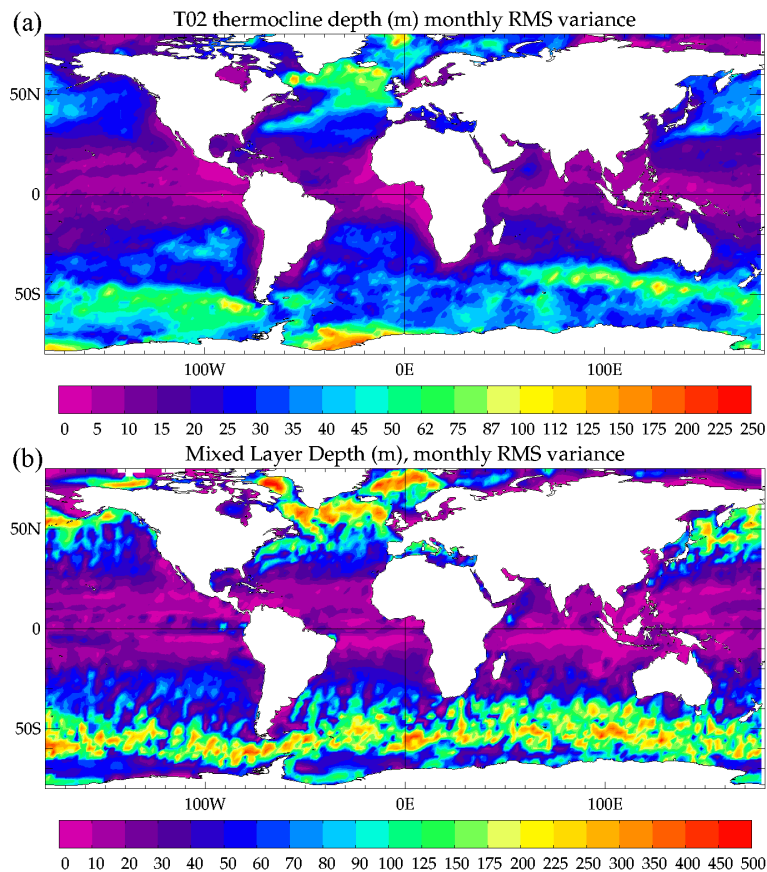 (a) T02 thermocline depth (m) monthly RMS variance
50N
0
50S
100W 0E 100E
0 5 10 15 20 25 30 35 40 45 50 62 75 87 100 112 125 150 175 200 225 250
(b) Mixed Layer Depth (m), monthly RMS variance
50N
0
50S
100W 0E 100E
0 10 20 30 40 50 60 70 80 90 100 125 150 175 200 225 250 300 350 400 450 500